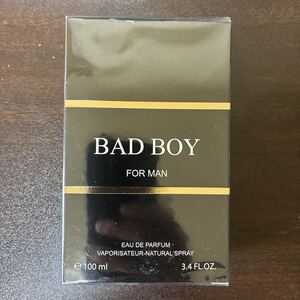 BAD BOY
FOR MAN
EAU DE PARFUM
VAPORISATEUR-NATURAL SPRAY
℮ 100 ml 3.4 FL.OZ.